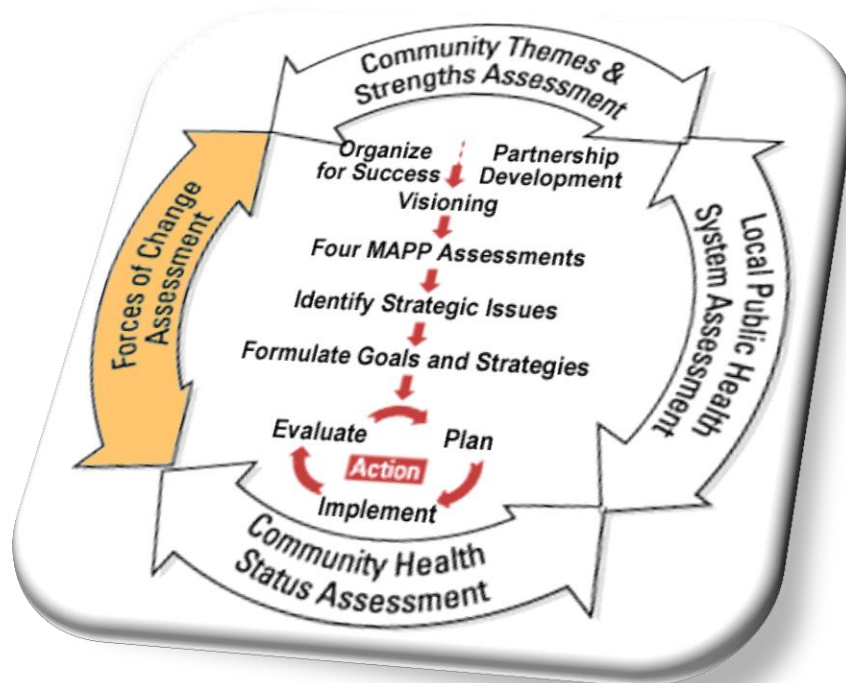 Community Themes &
Strengths Assessment
Organize
for Success
Partnership
Development
Visioning
Four MAPP Assessments
Identify Strategic Issues
Formulate Goals and Strategies
Evaluate
Plan
Action
Implement
Forces of Change
Assessment
Local Public Health
System Assessment
Community Health
Status Assessment